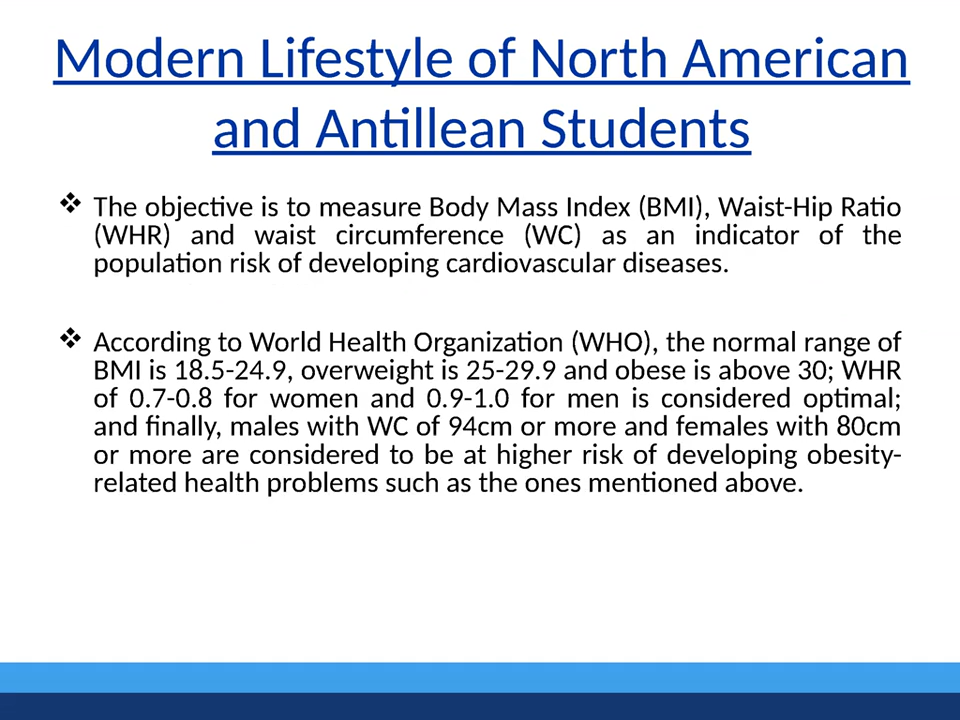 Modern Lifestyle of North American
and Antillean Students
❖ The objective is to measure Body Mass Index (BMI), Waist-Hip Ratio
(WHR) and waist circumference (WC) as an indicator of the
population risk of developing cardiovascular diseases.
❖ According to World Health Organization (WHO), the normal range of
BMI is 18.5-24.9, overweight is 25-29.9 and obese is above 30; WHR
of 0.7-0.8 for women and 0.9-1.0 for men is considered optimal;
and finally, males with WC of 94cm or more and females with 80cm
or more are considered to be at higher risk of developing obesity-
related health problems such as the ones mentioned above.